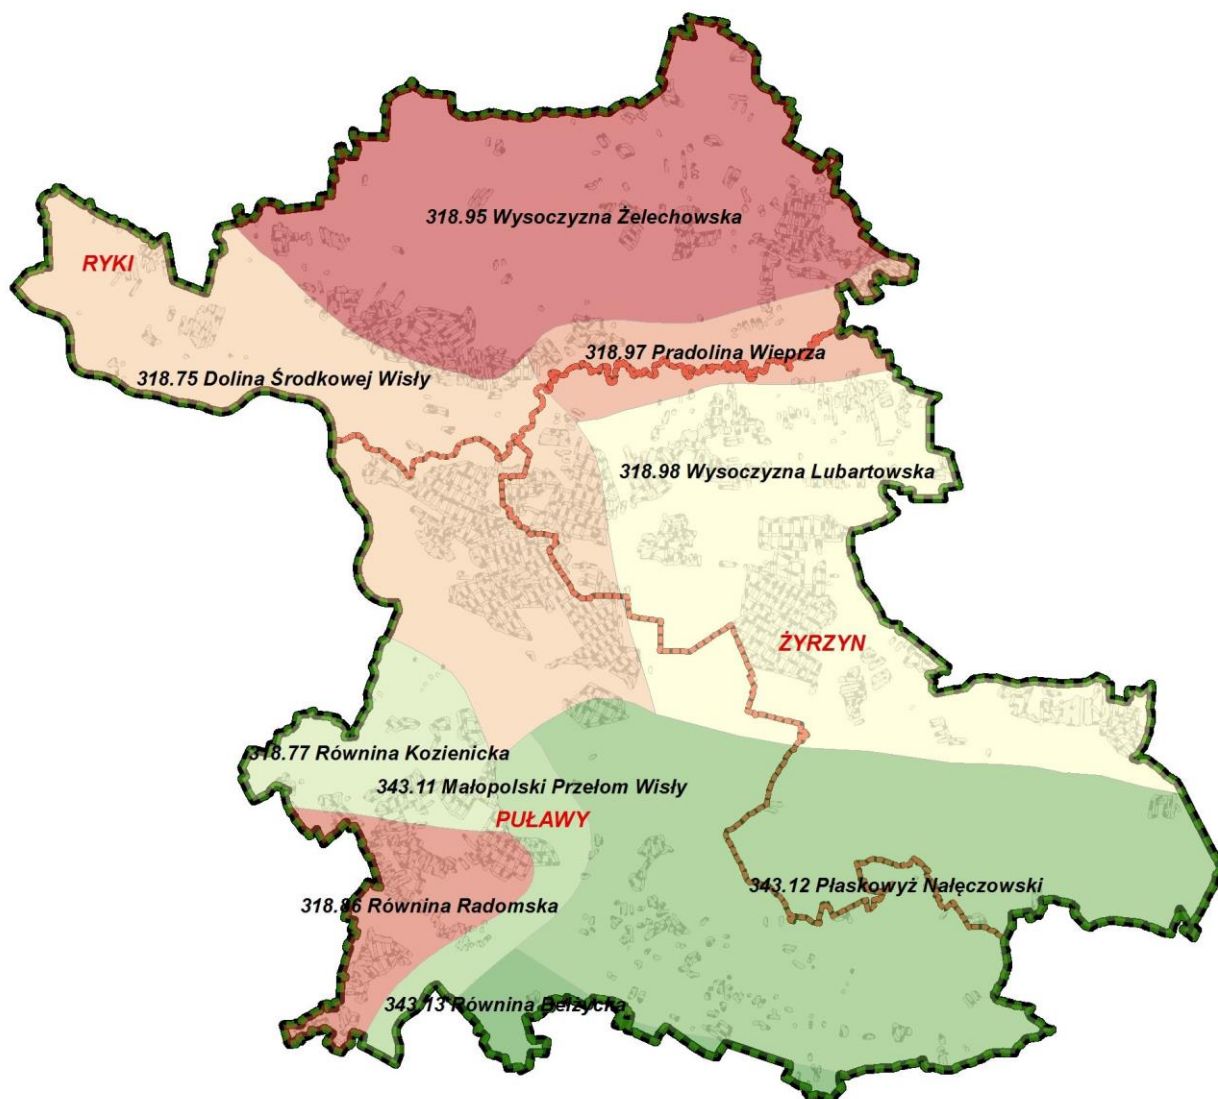 318.95 Wysoczyzna Żelechowska
RYKI
318.97 Pradolina Wieprza
318.75 Dolina Środkowej Wisły
318.98 Wysoczyzna Lubartowska
ŻYRZYN
318.77 Równina Kozienicka
343.11 Małopolski Przełom Wisły
PUŁAWY
343.12 Płaskowyż Nałęczowski
318.86 Równina Radomska
343.13 Równina Bełżycka